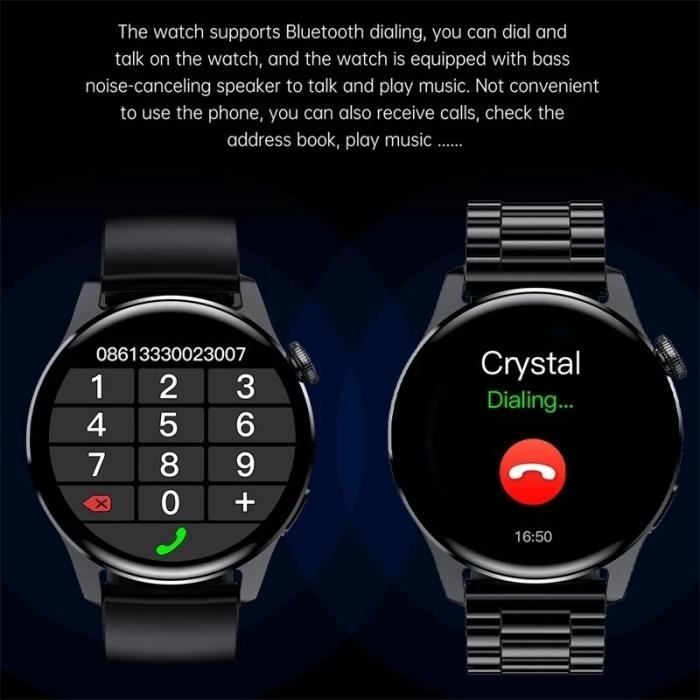 The watch supports Bluetooth dialing, you can dial and
talk on the watch, and the watch is equipped with bass
noise-canceling speaker to talk and play music. Not convenient
to use the phone, you can also receive calls, check the
address book, play music ......
08613330023007
1 2 3
4 5 6
7 8 9
0 +
Crystal
Dialing...
16:50